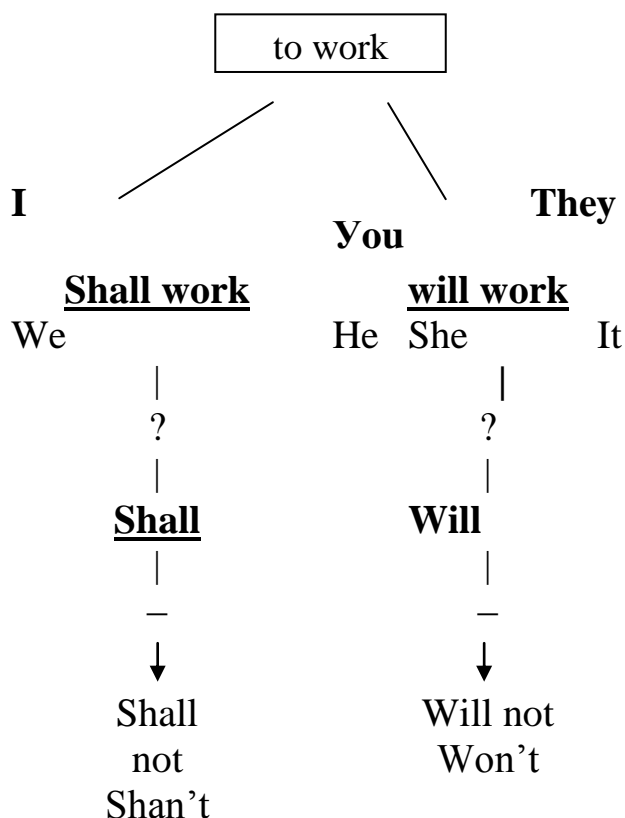 to work
I They
You
Shall work will work
We He She It
| |
? ?
| |
Shall Will
| |
– –
Shall Will not
not Won't
Shan't